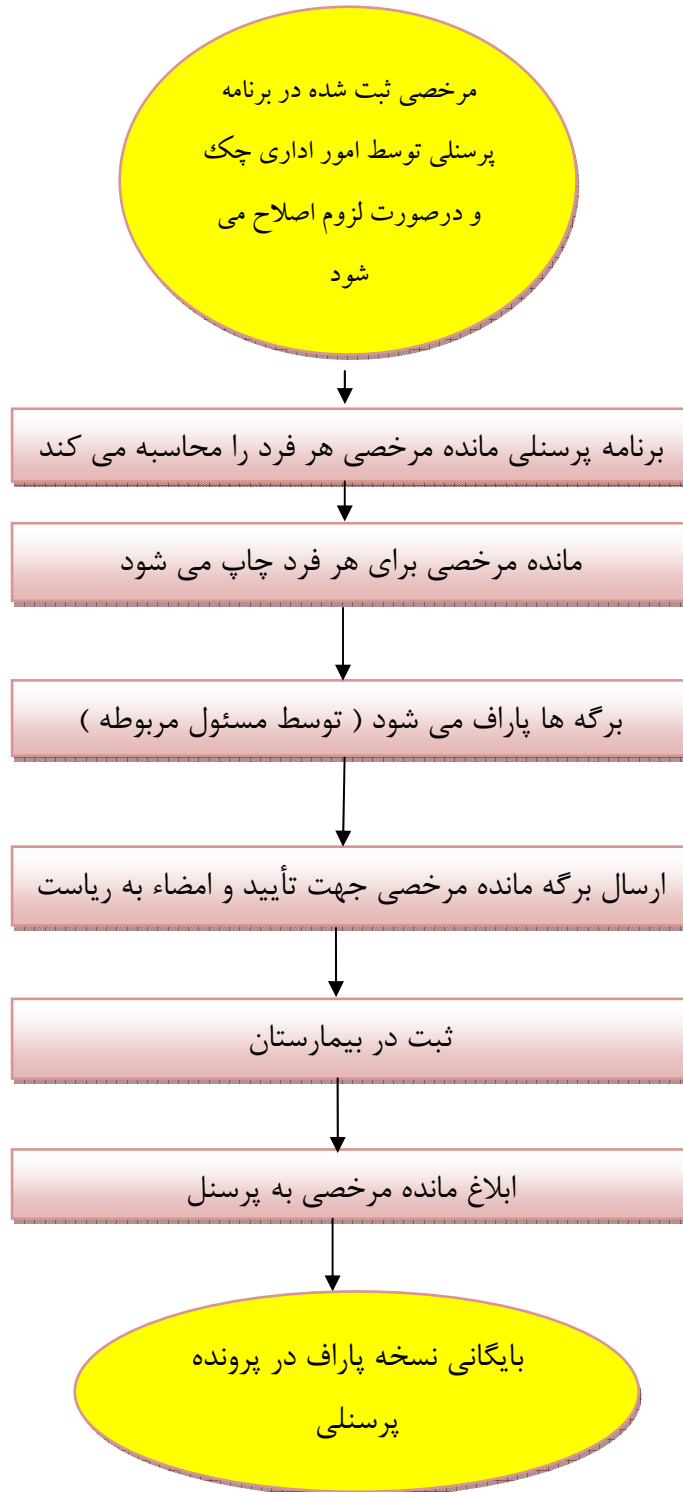 مرخصی ثبت شده در برنامه
پرسنلی توسط امور اداری چک
و درصورت لزوم اصلاح می
شود
برنامه پرسنلی مانده مرخصی هر فرد را محاسبه می کند
مانده مرخصی برای هر فرد چاپ می شود
برگه ها پاراف می شود ( توسط مسئول مربوطه )
ارسال برگه مانده مرخصی جهت تأیید و امضاء به ریاست
ثبت در بیمارستان
ابلاغ مانده مرخصی به پرسنل
بایگانی نسخه پاراف در پرونده
پرسنلی